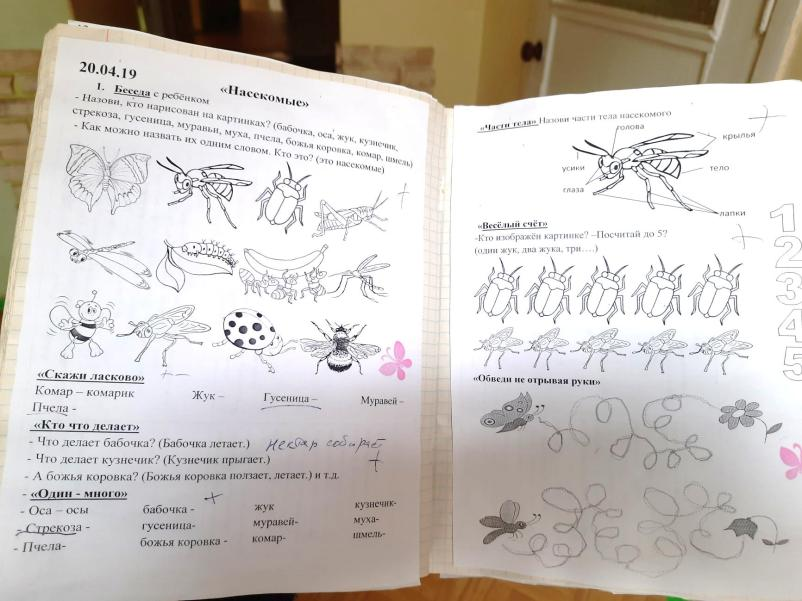 20.04.19
«Насекомые»
1. Беседа с ребёнком
- Назови, кто нарисован на картинках? (бабочка, оса, жук, кузнечик,
стрекоза, гусеница, муравьи, муха, пчела, божья коровка, комар, шмель)
- Как можно назвать их одним словом. Кто это? (это насекомые)
+
«Скажи ласково»
+–
Комар – комарик Жук – Гусеница – Муравей –
Пчела -
«Кто что делает»
- Что делает бабочка? (Бабочка летает.) нектар собирает
- Что делает кузнечик? (Кузнечик прыгает.) +
- А божья коровка? (Божья коровка ползает, летает.) и т.д.
- «Один - много» +
- Оса – осы бабочка - жук кузнечик-
- Стрекоза - гусеница- муравей- муха-
- Пчела- божья коровка - комар- шмель-
«Части тела» Назови части тела насекомого
+
голова
крылья
усики
тело
глаза
лапки
«Весёлый счёт»
-Кто изображён картинке? –Посчитай до 5? +
(один жук, два жука, три….)
1
2
3
4
5
«Обведи не отрывая руки»